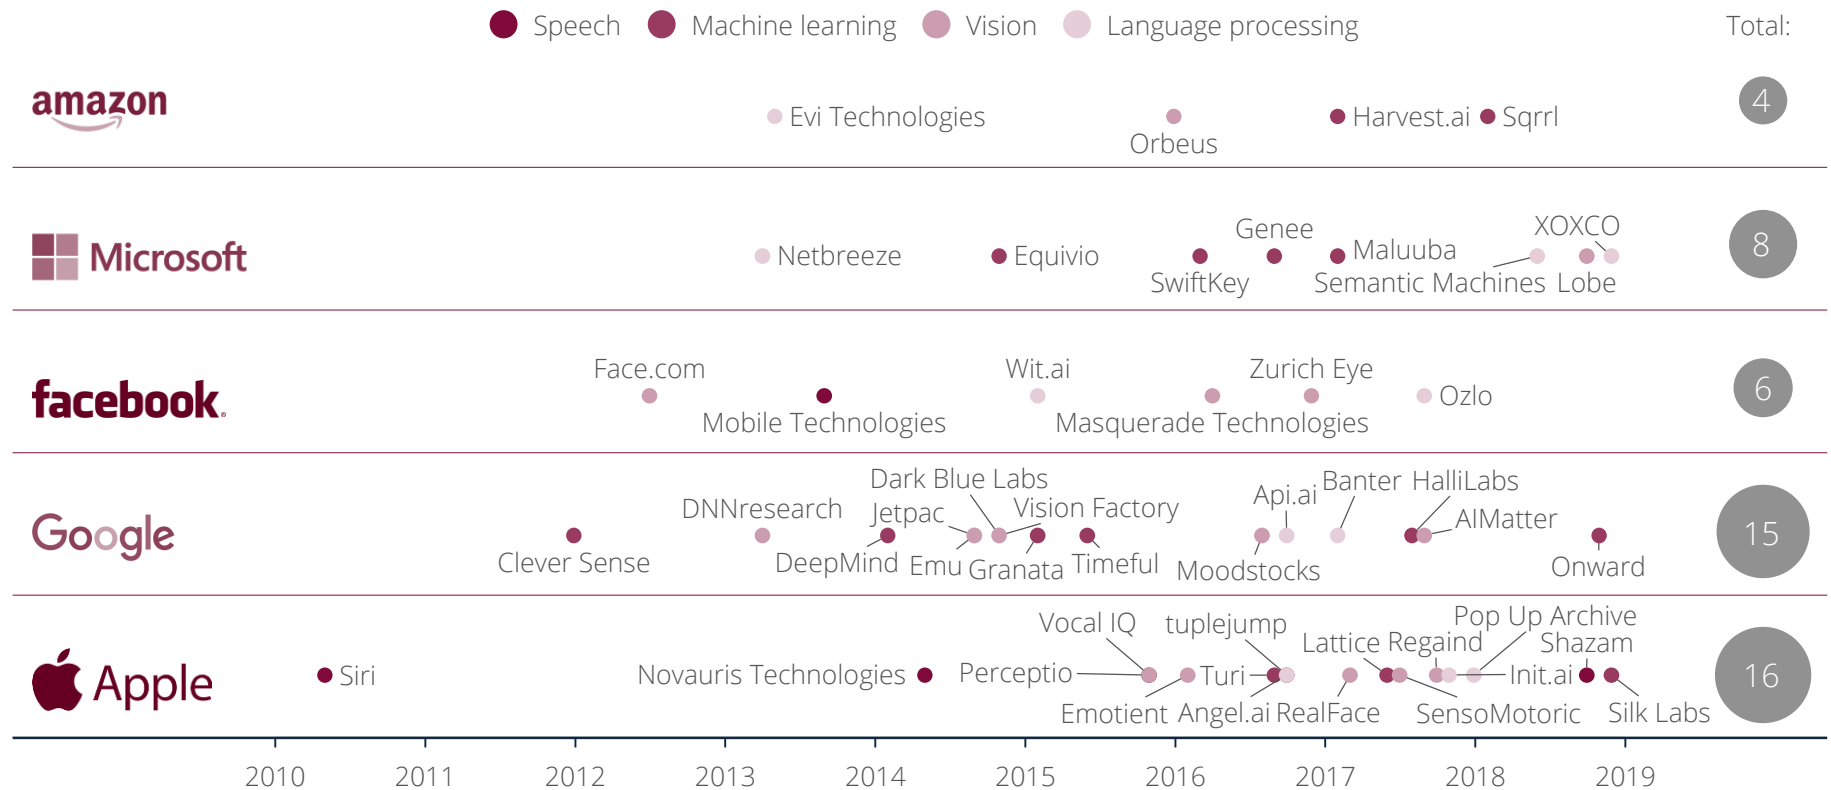 Speech Machine learning Vision Language processing Total:
amazon
Evi Technologies
Orbeus
Harvest.ai
Sqrrl
4
Microsoft
Netbreeze
Equivio
SwiftKey
Genee
Maluuba
Semantic Machines
XOXCO
Lobe
8
facebook.
Face.com
Mobile Technologies
Wit.ai
Masquerade Technologies
Zurich Eye
Ozlo
6
Google
Clever Sense
DNNresearch
DeepMind
Jetpac
Dark Blue Labs
Emu
Vision Factory
Granata
Timeful
Moodstocks
Api.ai
Banter
HalliLabs
AIMatter
Onward
15
Apple
Siri
Novauris Technologies
Perceptio
Vocal IQ
Emotient
tuplejump
Turi
Angel.ai
RealFace
Lattice
Regaind
SensoMotoric
Pop Up Archive
Init.ai
Shazam
Silk Labs
16
2010 2011 2012 2013 2014 2015 2016 2017 2018 2019